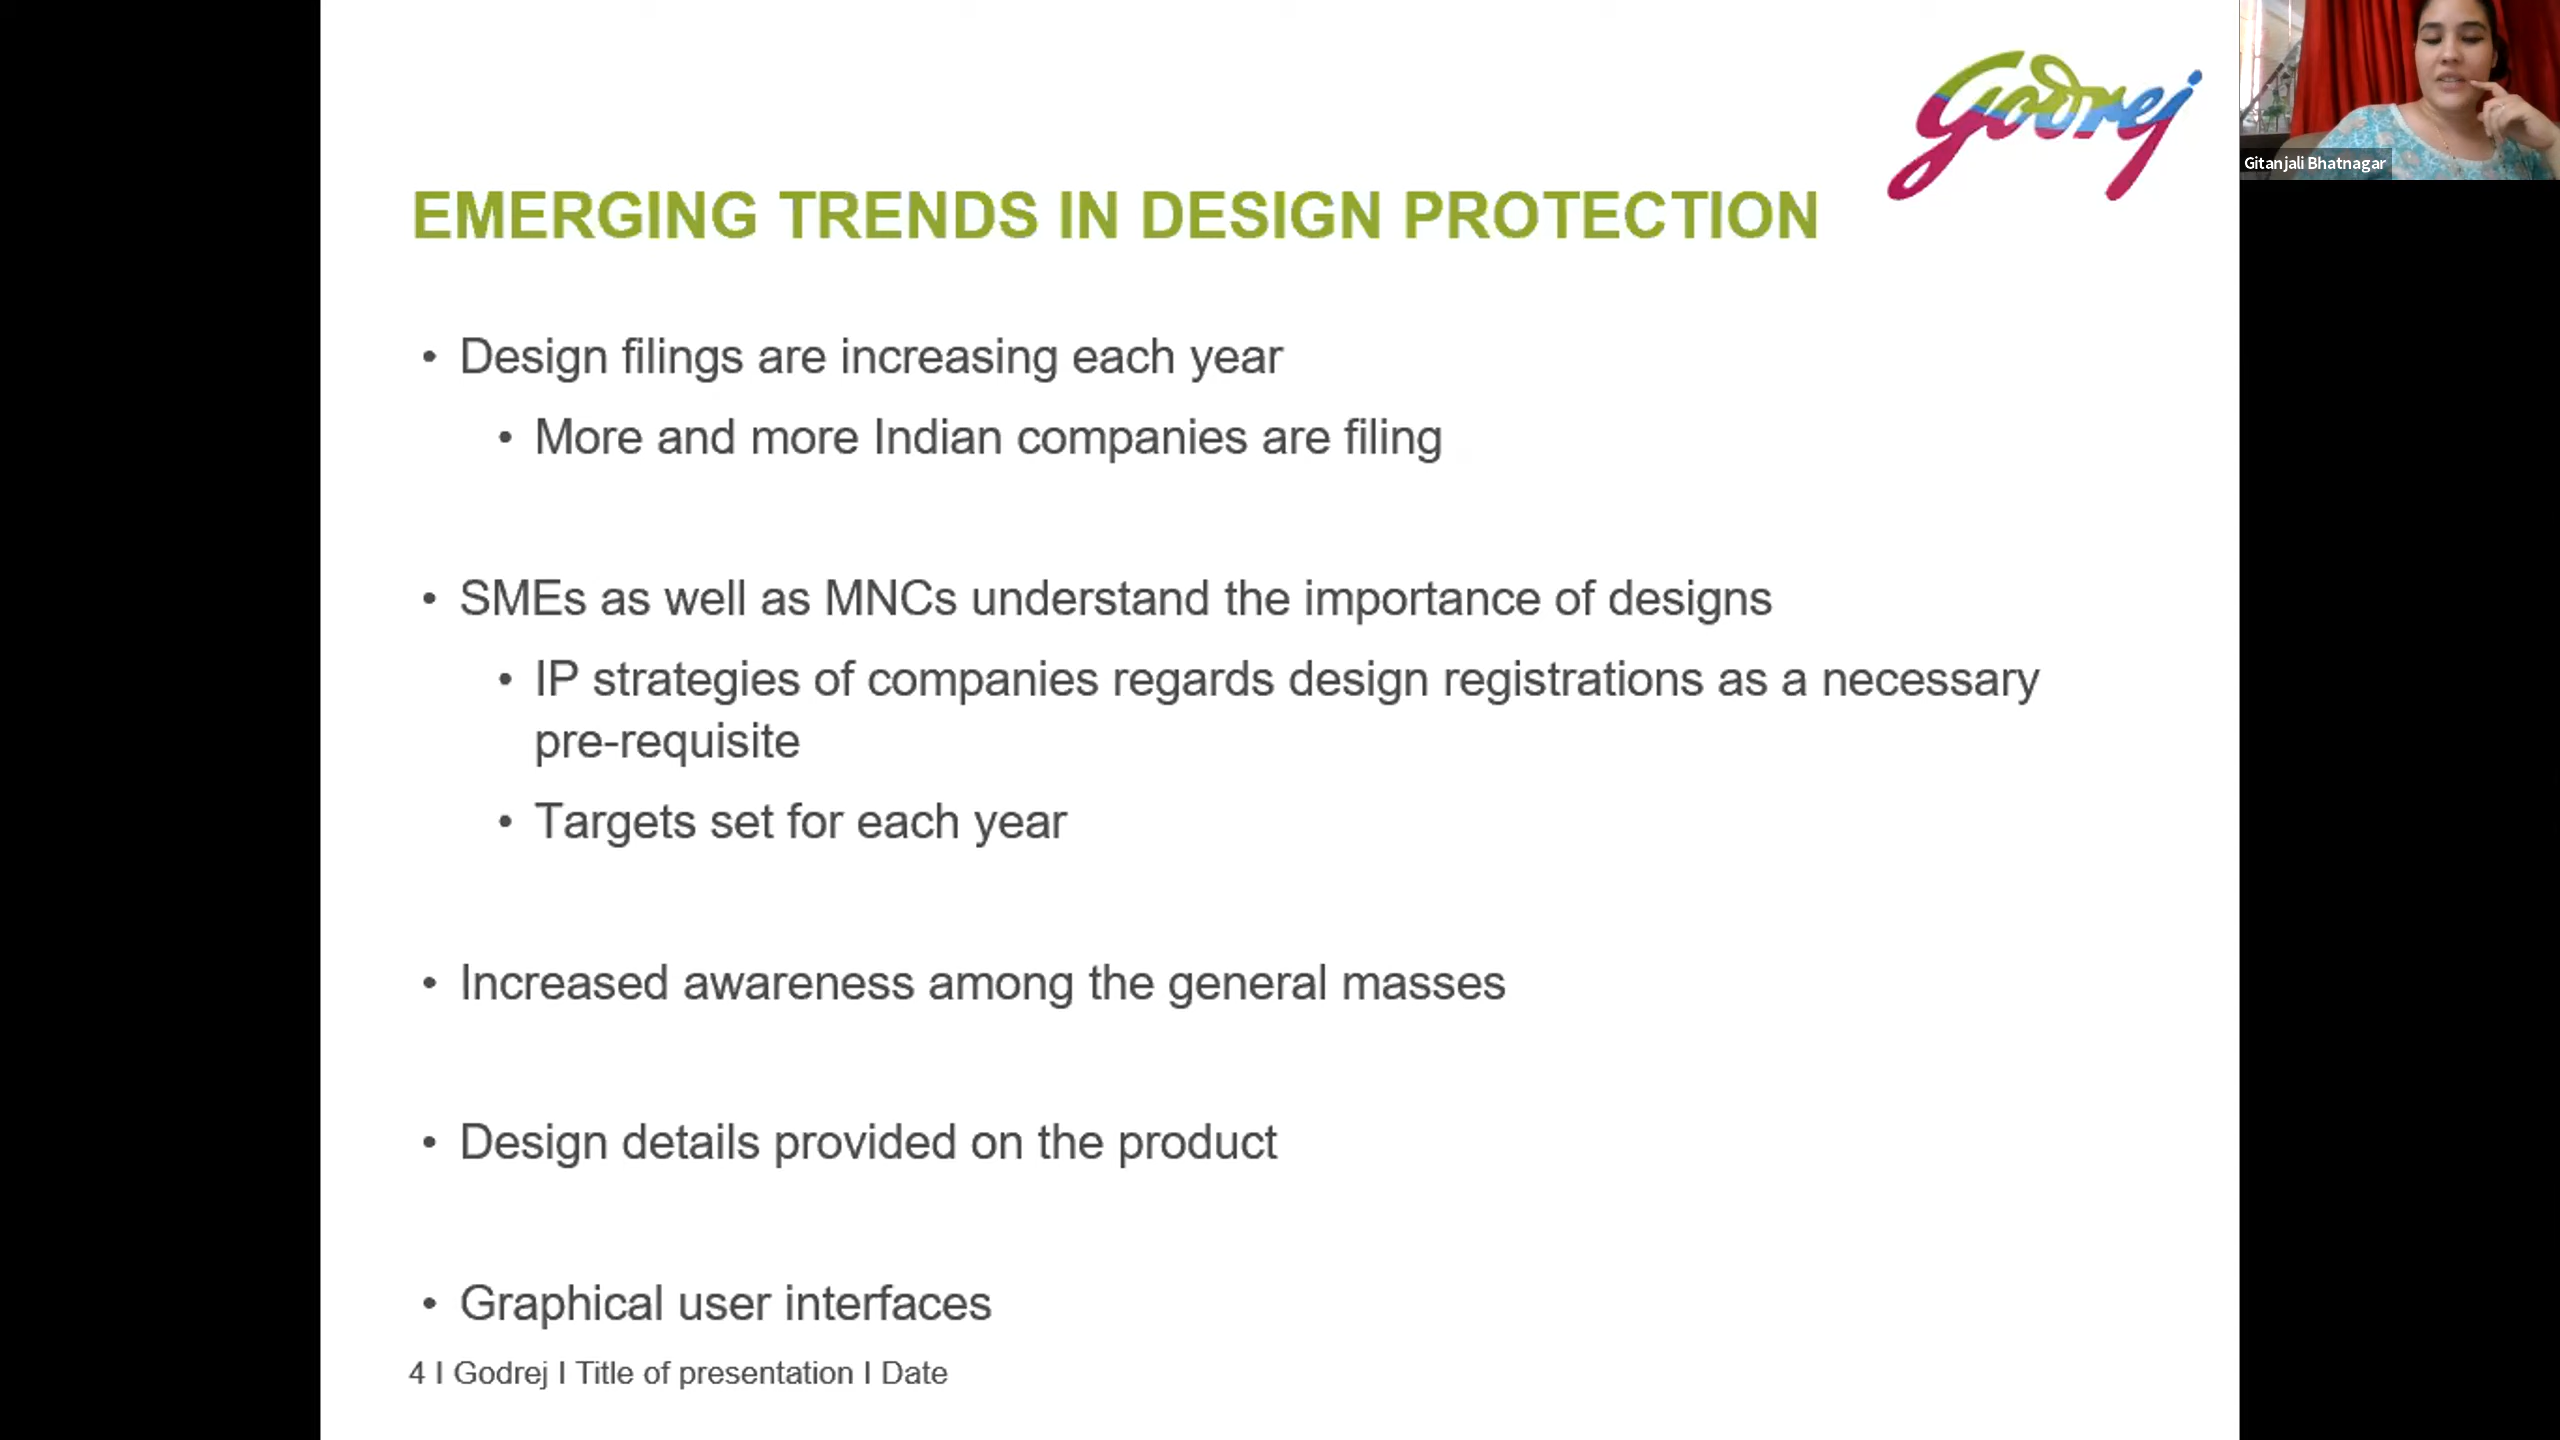 Godrej
Gitanjali Bhatnagar
EMERGING TRENDS IN DESIGN PROTECTION
• Design filings are increasing each year
• More and more Indian companies are filing
• SMEs as well as MNCs understand the importance of designs
• IP strategies of companies regards design registrations as a necessary
pre-requisite
• Targets set for each year
• Increased awareness among the general masses
• Design details provided on the product
• Graphical user interfaces
4 I Godrej I Title of presentation I Date